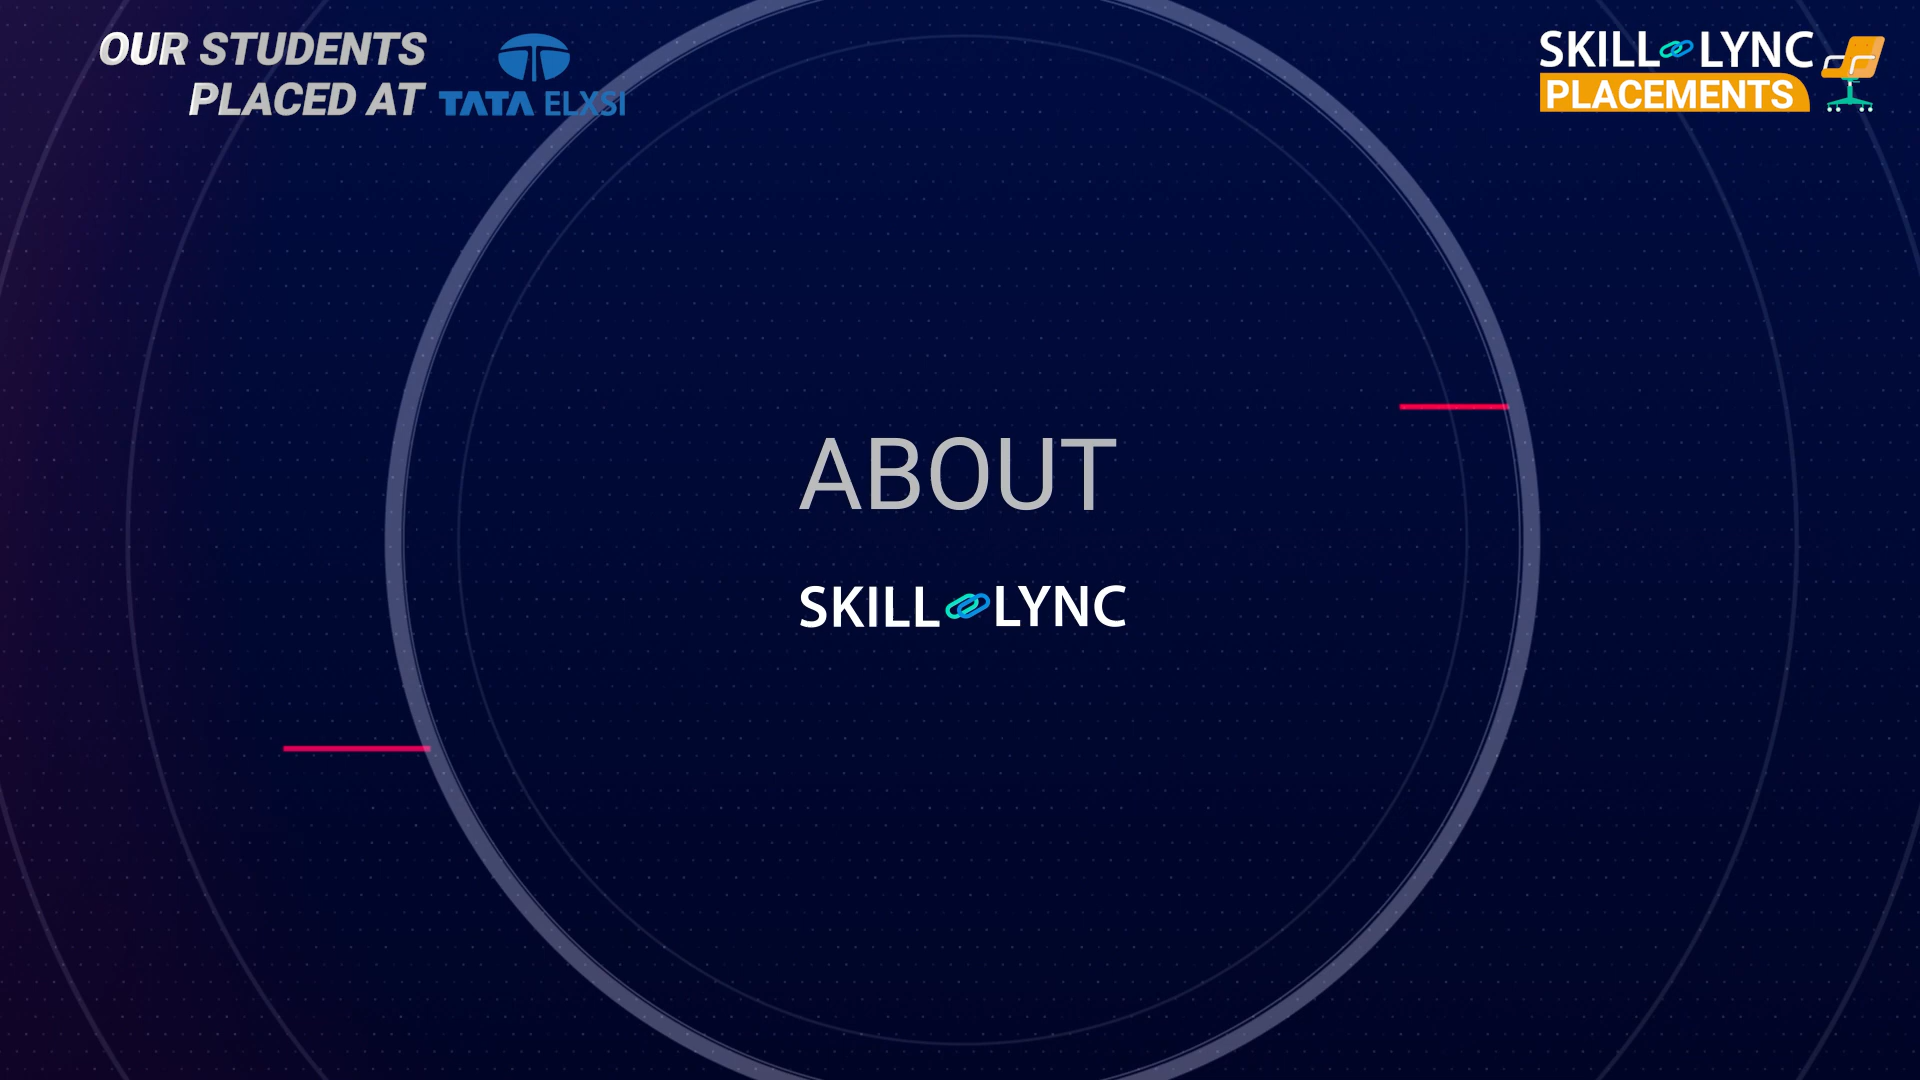 OUR STUDENTS
PLACED AT TATA ELXSI
SKILL LYNC
PLACEMENTS
ABOUT
SKILL LYNC